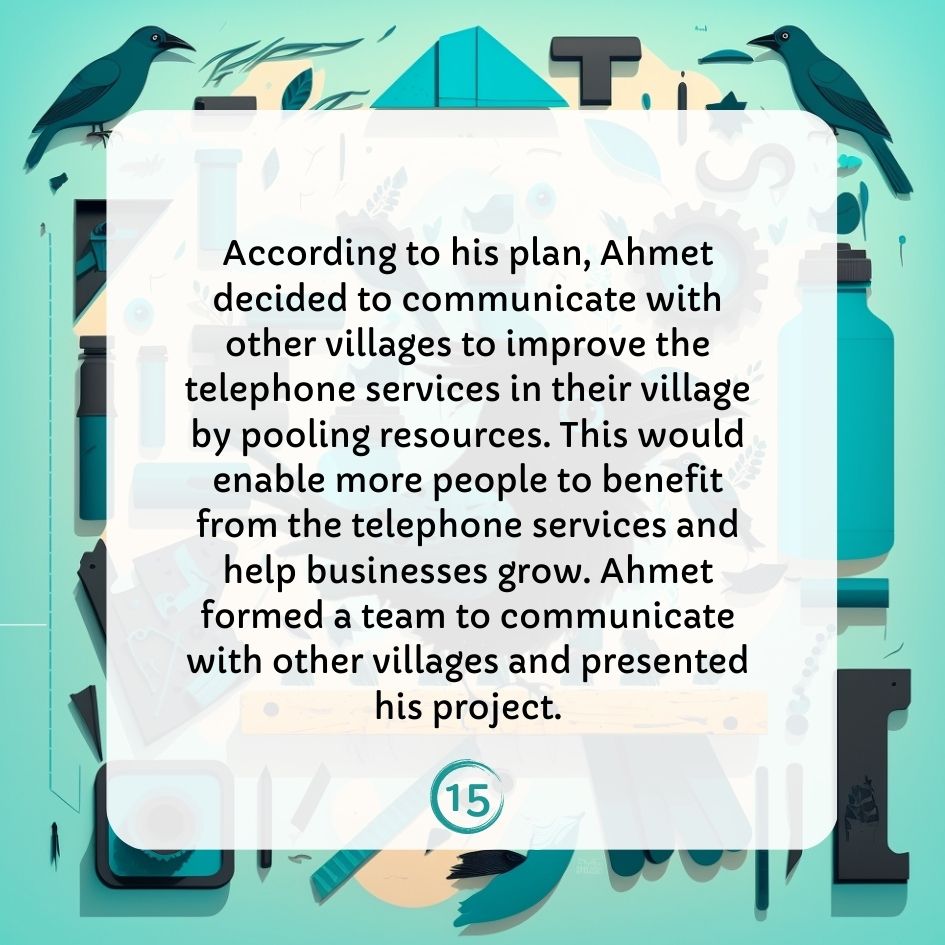 According to his plan, Ahmet
decided to communicate with
other villages to improve the
telephone services in their village
by pooling resources. This would
enable more people to benefit
from the telephone services and
help businesses grow. Ahmet
formed a team to communicate
with other villages and presented
his project.
15